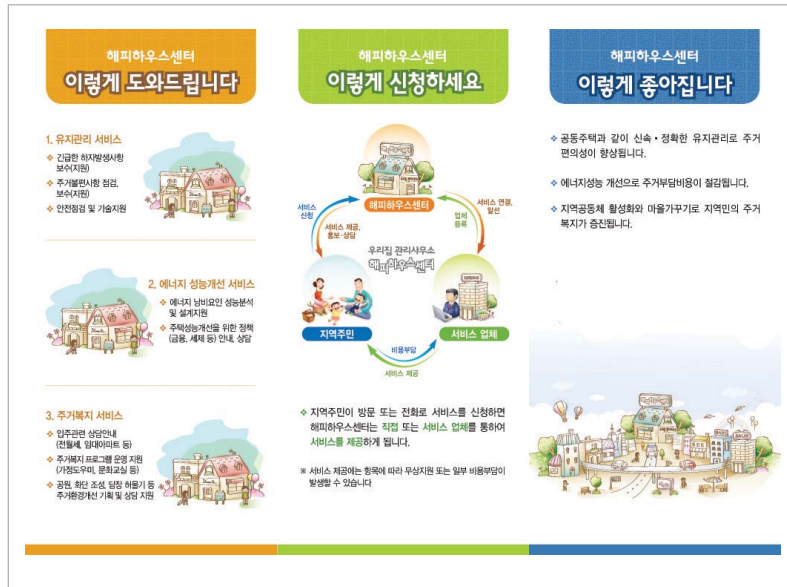 해피하우스센터
이렇게 도와드립니다
1. 유지관리 서비스
❖ 긴급한 하자발생사항
보수(지원)
❖ 주거불편사항 점검,
보수(지원)
❖ 안전점검 및 기술지원
2. 에너지 성능개선 서비스
❖ 에너지 낭비요인 성능분석
및 설계지원
❖ 주택성능개선을 위한 정책
(금융, 세제 등) 안내, 상담
3. 주거복지 서비스
❖ 입주관련 상담안내
(전월세, 임대아파트 등)
❖ 주거복지 프로그램 운영 지원
(가정도우미, 문화교실 등)
❖ 공원, 화단 조성, 담장 허물기 등
주거환경개선 기획 및 상담 지원
해피하우스센터
이렇게 신청하세요
해피하우스센터
서비스
신청
서비스 제공,
홍보·상담
업체
등록
서비스 연결,
알선
우리집 관리사무소
해피하우스센터
지역주민
서비스 업체
비용부담
서비스 제공
❖ 지역주민이 방문 또는 전화로 서비스를 신청하면
해피하우스센터는 직접 또는 서비스 업체를 통하여
서비스를 제공하게 됩니다.
※ 서비스 제공에는 항목에 따라 무상지원 또는 일부 비용부담이
발생할 수 있습니다
해피하우스센터
이렇게 좋아집니다
❖ 공동주택과 같이 신속·정확한 유지관리로 주거
편의성이 향상됩니다.
❖ 에너지성능 개선으로 주거부담비용이 절감됩니다.
❖ 지역공동체 활성화와 마을가꾸기로 지역민의 주거
복지가 증진됩니다.